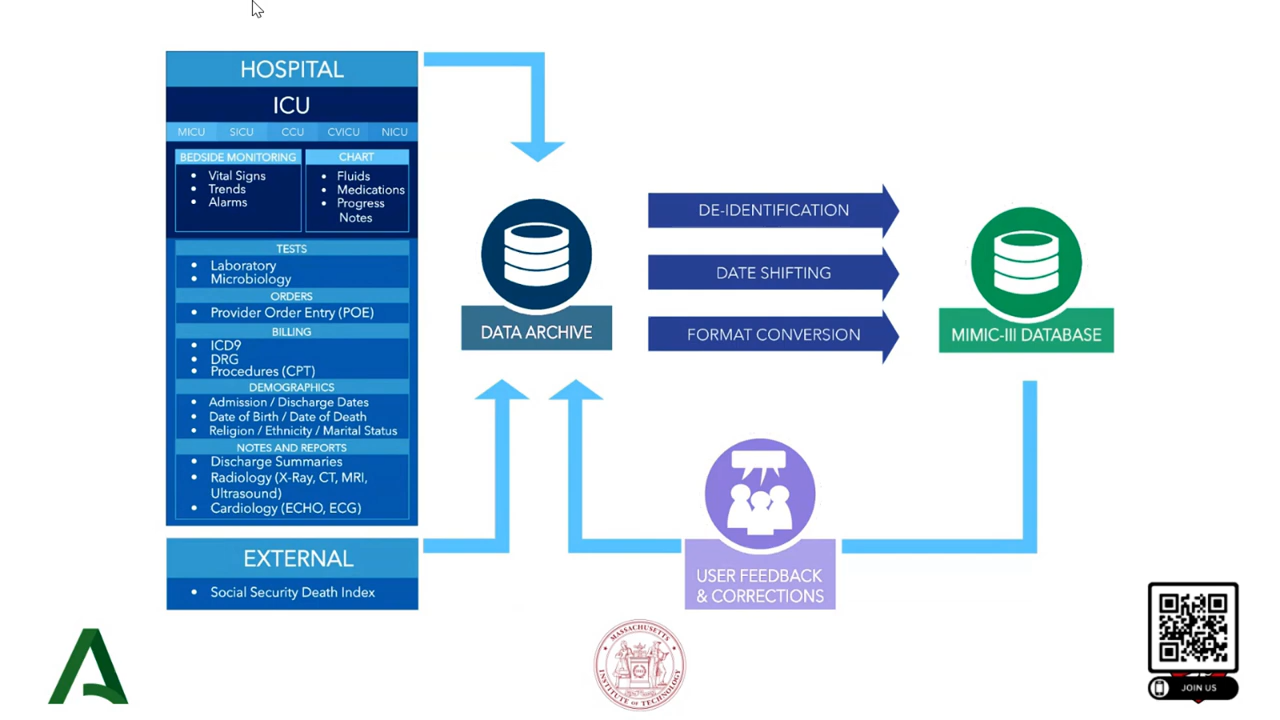 HOSPITAL
ICU
MICU SICU CCU CVICU NICU
BEDSIDE MONITORING
• Vital Signs
• Trends
• Alarms
CHART
• Fluids
• Medications
• Progress
Notes
TESTS
• Laboratory
• Microbiology
ORDERS
• Provider Order Entry (POE)
BILLING
• ICD9
• DRG
• Procedures (CPT)
DEMOGRAPHICS
• Admission / Discharge Dates
• Date of Birth / Date of Death
• Religion / Ethnicity / Marital Status
NOTES AND REPORTS
• Discharge Summaries
• Radiology (X-Ray, CT, MRI,
Ultrasound)
• Cardiology (ECHO, ECG)
EXTERNAL
• Social Security Death Index
DATA ARCHIVE
DE-IDENTIFICATION
DATE SHIFTING
FORMAT CONVERSION
MIMIC-III DATABASE
USER FEEDBACK
& CORRECTIONS
MASSACHUSETTS
INSTITUTE OF TECHNOLOGY
JOIN US